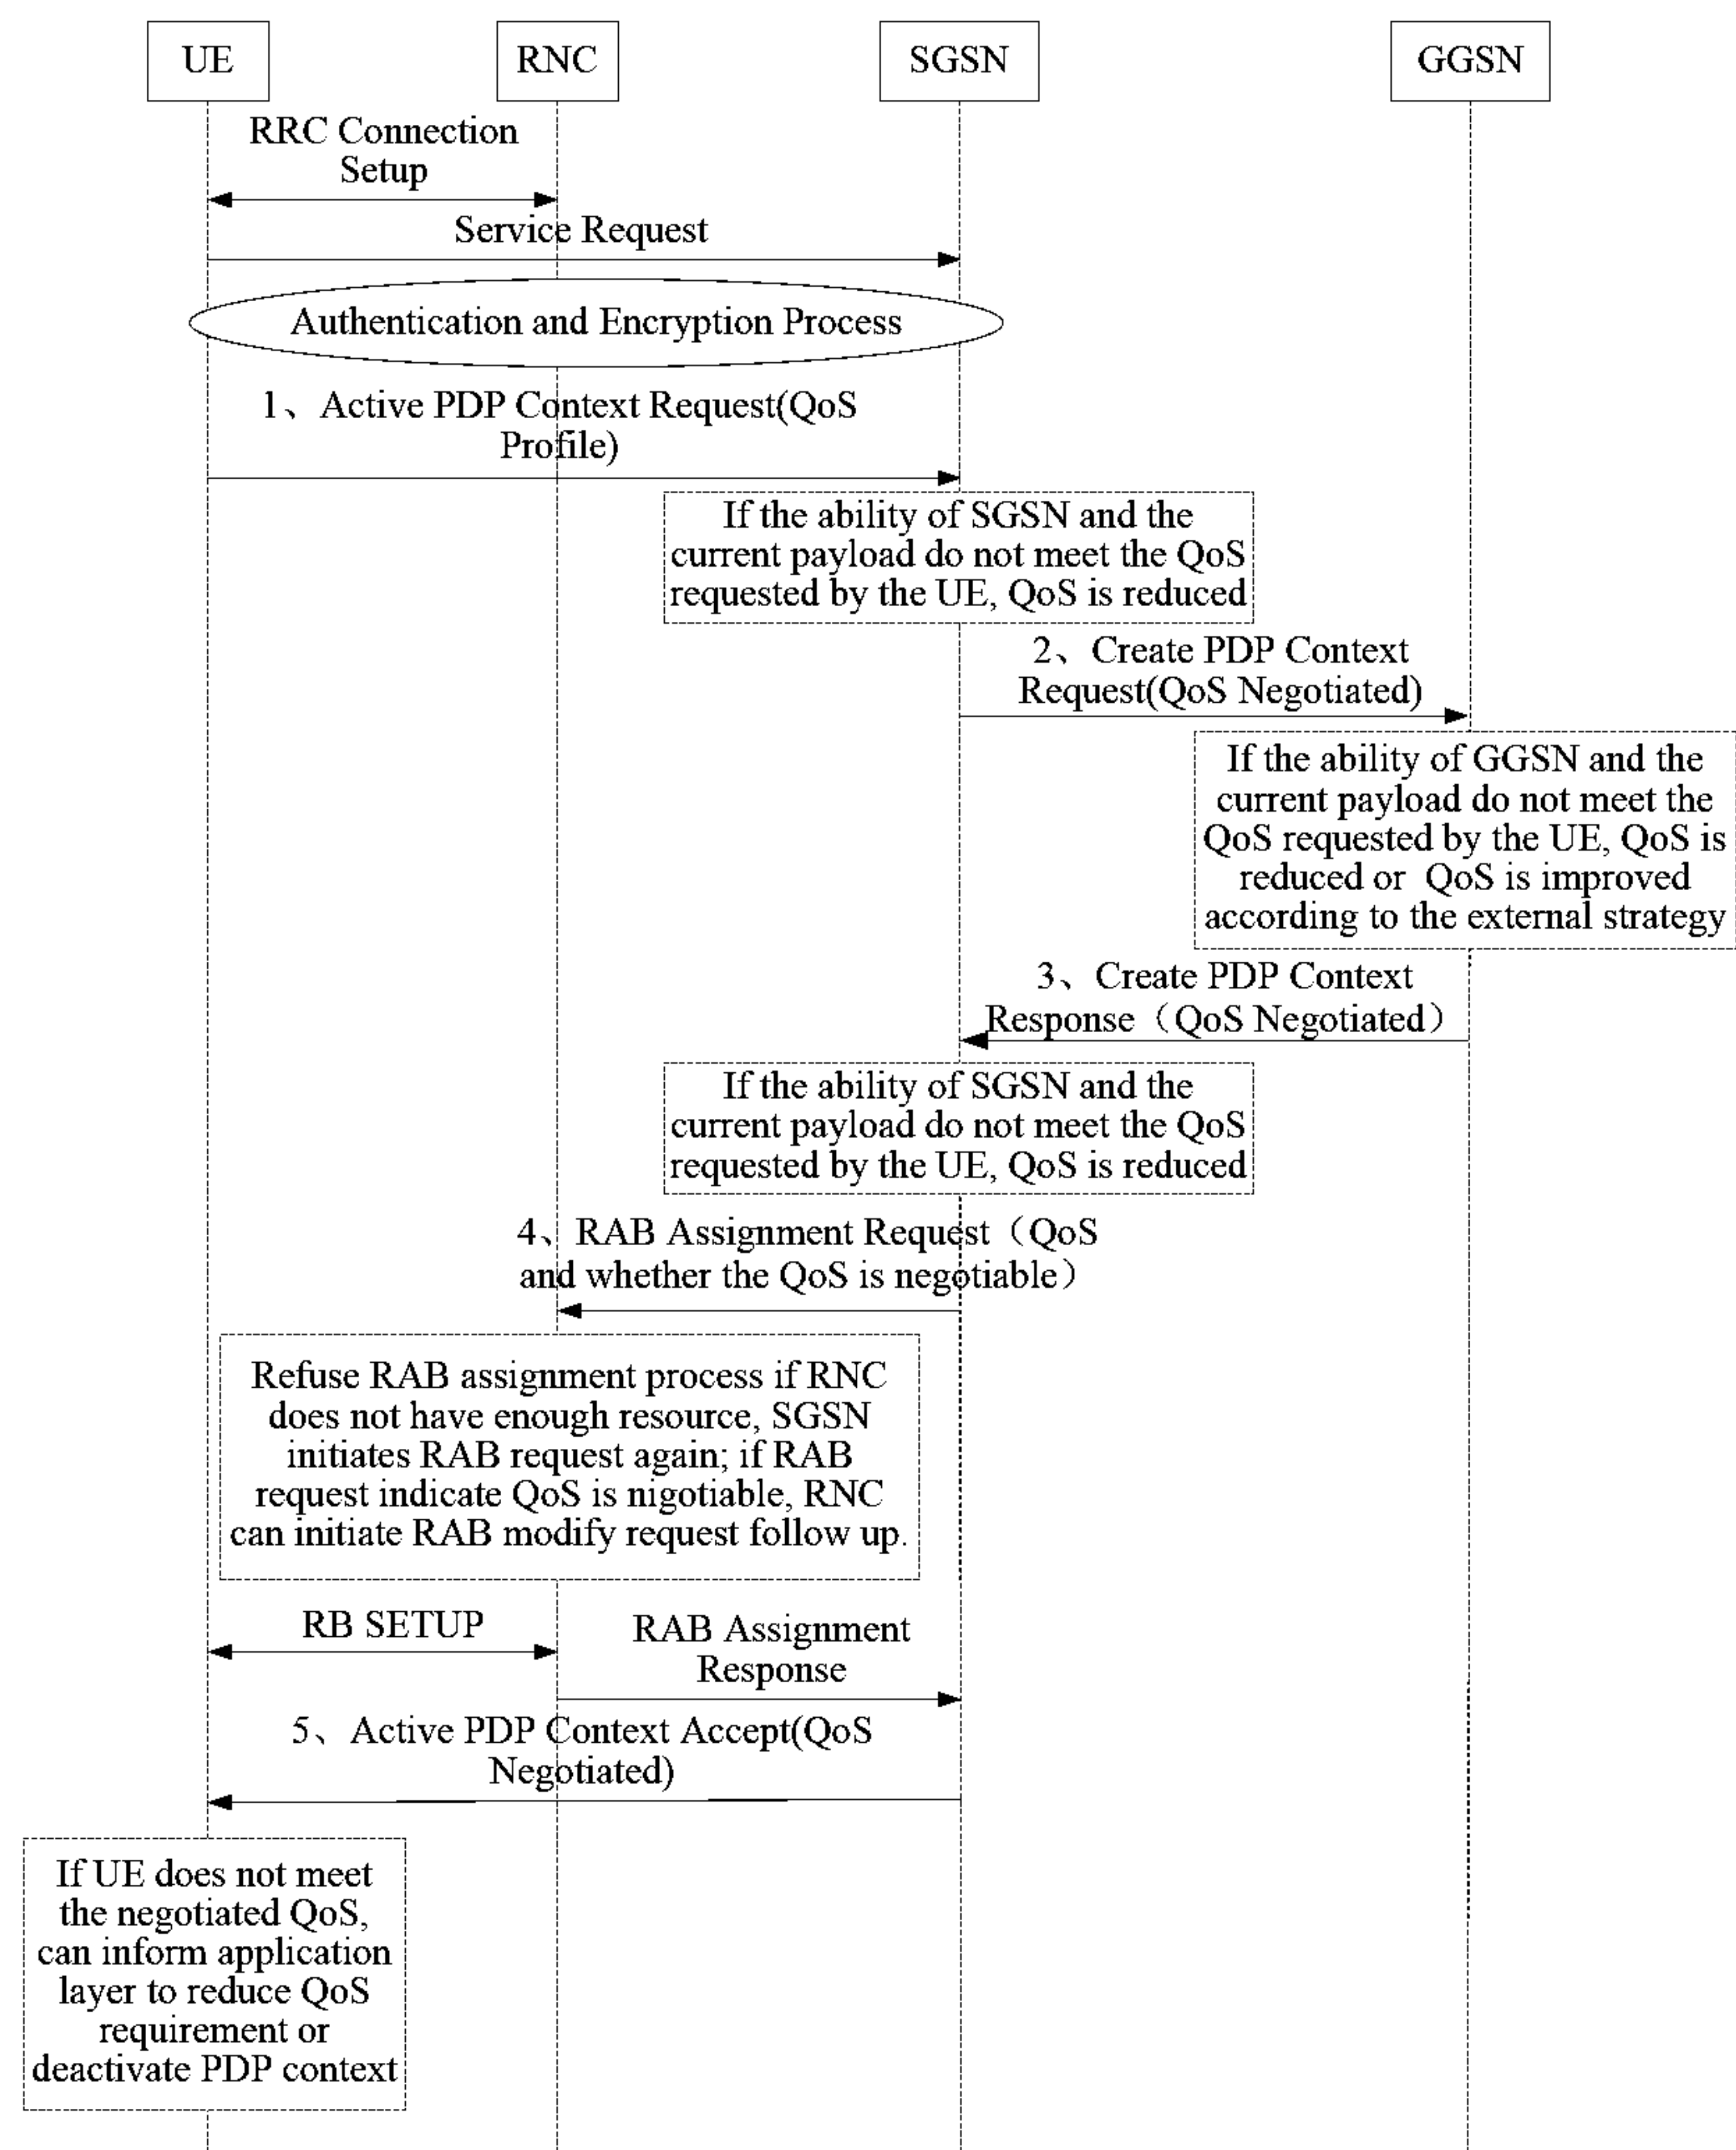 UE
RNC
SGSN
GGSN
RRC Connection
Setup
Service Request
Authentication and Encryption Process
1、Active PDP Context Request(QoS
Profile)
If the ability of SGSN and the
current payload do not meet the QoS
requested by the UE, QoS is reduced
2、Create PDP Context
Request(QoS Negotiated)
If the ability of GGSN and the
current payload do not meet the
QoS requested by the UE, QoS is
reduced or QoS is improved
according to the external strategy
3、Create PDP Context
Response（QoS Negotiated）
If the ability of SGSN and the
current payload do not meet the QoS
requested by the UE, QoS is reduced
4、RAB Assignment Request（QoS
and whether the QoS is negotiable）
Refuse RAB assignment process if RNC
does not have enough resource, SGSN
initiates RAB request again; if RAB
request indicate QoS is nigotiable, RNC
can initiate RAB modify request follow up.
RB SETUP
RAB Assignment
Response
5、Active PDP Context Accept(QoS
Negotiated)
If UE does not meet
the negotiated QoS,
can inform application
layer to reduce QoS
requirement or
deactivate PDP context